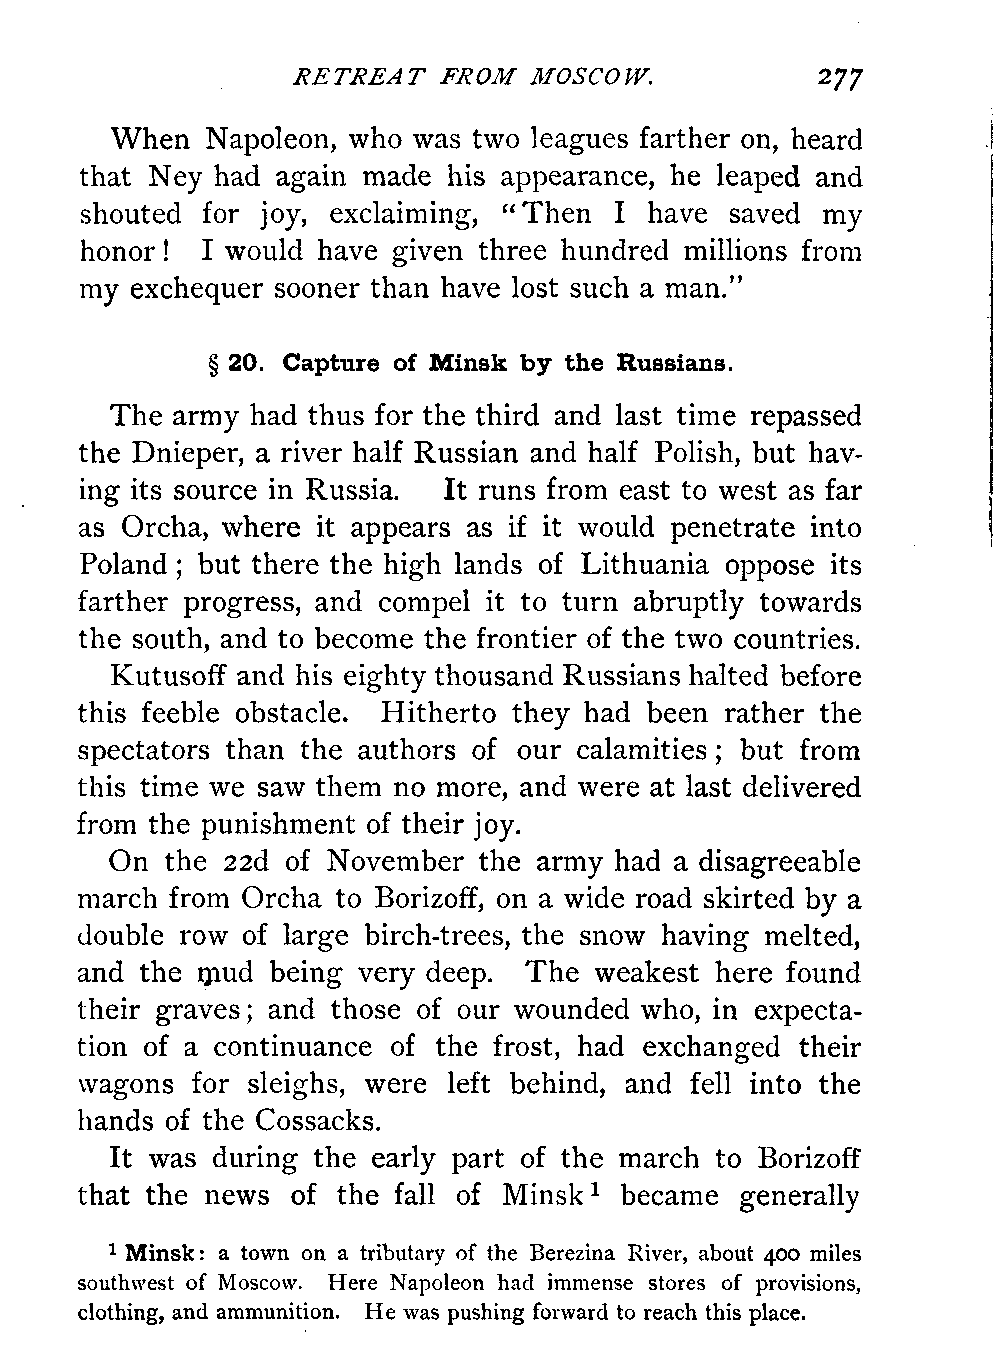 RETREAT FROM MOSCOW. 277
When Napoleon, who was two leagues farther on, heard
that Ney had again made his appearance, he leaped and
shouted for joy, exclaiming, “Then I have saved my
honor! I would have given three hundred millions from
my exchequer sooner than have lost such a man.”
§ 20. Capture of Minsk by the Russians.
The army had thus for the third and last time repassed
the Dnieper, a river half Russian and half Polish, but hav-
ing its source in Russia. It runs from east to west as far
as Orcha, where it appears as if it would penetrate into
Poland; but there the high lands of Lithuania oppose its
farther progress, and compel it to turn abruptly towards
the south, and to become the frontier of the two countries.
Kutusoff and his eighty thousand Russians halted before
this feeble obstacle. Hitherto they had been rather the
spectators than the authors of our calamities; but from
this time we saw them no more, and were at last delivered
from the punishment of their joy.
On the 22d of November the army had a disagreeable
march from Orcha to Borizoff, on a wide road skirted by a
double row of large birch-trees, the snow having melted,
and the mud being very deep. The weakest here found
their graves; and those of our wounded who, in expecta-
tion of a continuance of the frost, had exchanged their
wagons for sleighs, were left behind, and fell into the
hands of the Cossacks.
It was during the early part of the march to Borizoff
that the news of the fall of Minsk¹ became generally
¹ Minsk: a town on a tributary of the Berezina River, about 400 miles
southwest of Moscow. Here Napoleon had immense stores of provisions,
clothing, and ammunition. He was pushing forward to reach this place.